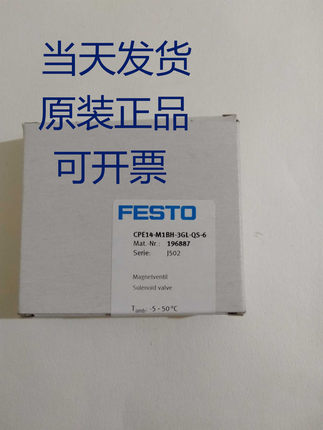 当天发货
原装正品
可开票
FESTO
CPE14-M1BH-3GL-QS-6
Mat.-Nr.: 196887
Serie: J502
Magnetventil
Solenoid valve
Tamb: -5 - 50 °C